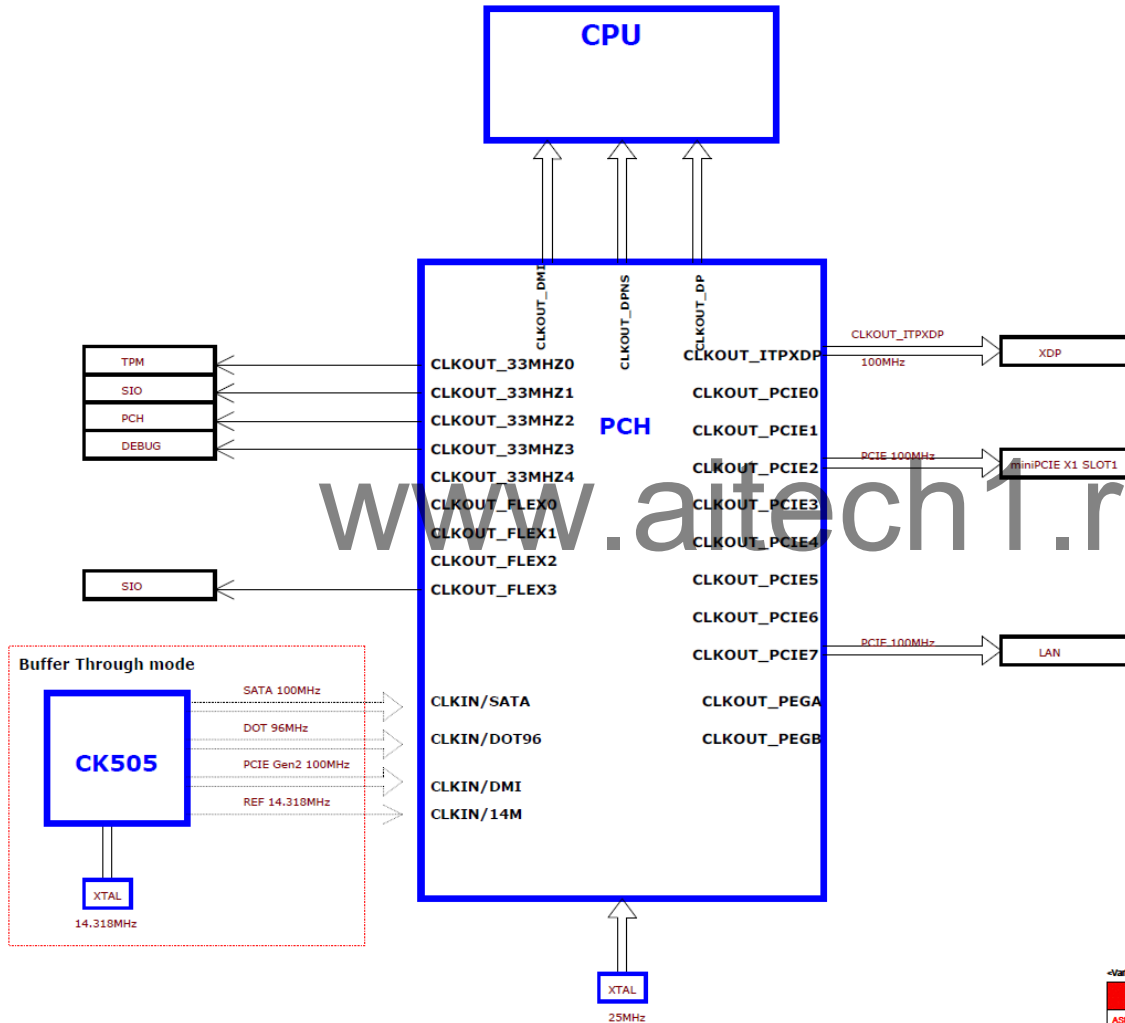 CPU
CLKOUT_DMI
CLKOUT_DPNS
CLKOUT_DP
TPM
SIO
PCH
DEBUG
SIO
CLKOUT_33MHZ0
CLKOUT_33MHZ1
CLKOUT_33MHZ2
CLKOUT_33MHZ3
CLKOUT_33MHZ4
CLKOUT_FLEX0
CLKOUT_FLEX1
CLKOUT_FLEX2
CLKOUT_FLEX3
PCH
CLKOUT_ITPXDP
CLKOUT_PCIE0
CLKOUT_PCIE1
CLKOUT_PCIE2
CLKOUT_PCIE3
CLKOUT_PCIE4
CLKOUT_PCIE5
CLKOUT_PCIE6
CLKOUT_PCIE7
CLKOUT_PEGA
CLKOUT_PEGB
CLKOUT_ITPXDP
100MHz
XDP
PCIE 100MHz
miniPCIE X1 SLOT1
PCIE 100MHz
LAN
www.aitech1.r
Buffer Through mode
CK505
SATA 100MHz
DOT 96MHz
PCIE Gen2 100MHz
REF 14.318MHz
CLKIN/SATA
CLKIN/DOT96
CLKIN/DMI
CLKIN/14M
XTAL
14.318MHz
XTAL
25MHz